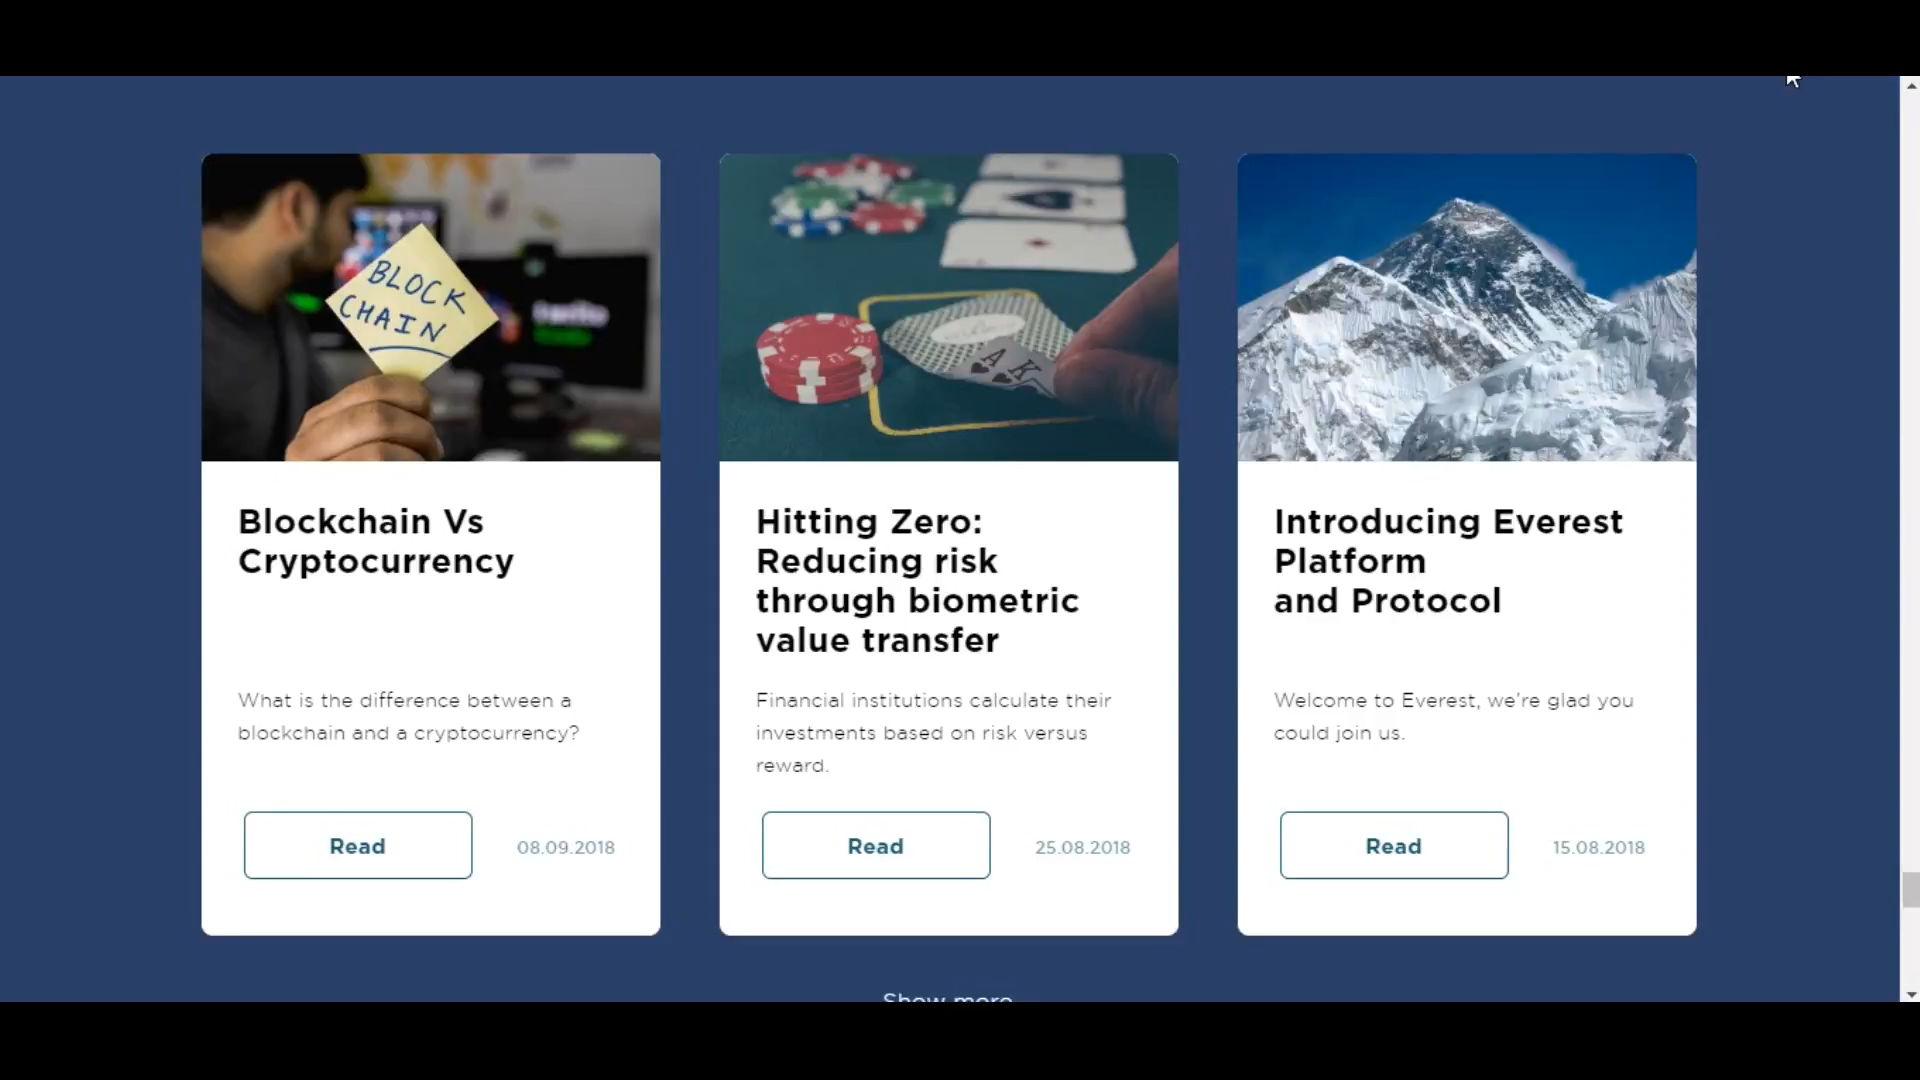 BLOCK
CHAIN
A K
Blockchain Vs
Cryptocurrency
What is the difference between a
blockchain and a cryptocurrency?
Read
08.09.2018
Hitting Zero:
Reducing risk
through biometric
value transfer
Financial institutions calculate their
investments based on risk versus
reward.
Read
25.08.2018
Introducing Everest
Platform
and Protocol
Welcome to Everest, we're glad you
could join us.
Read
15.08.2018
Show more